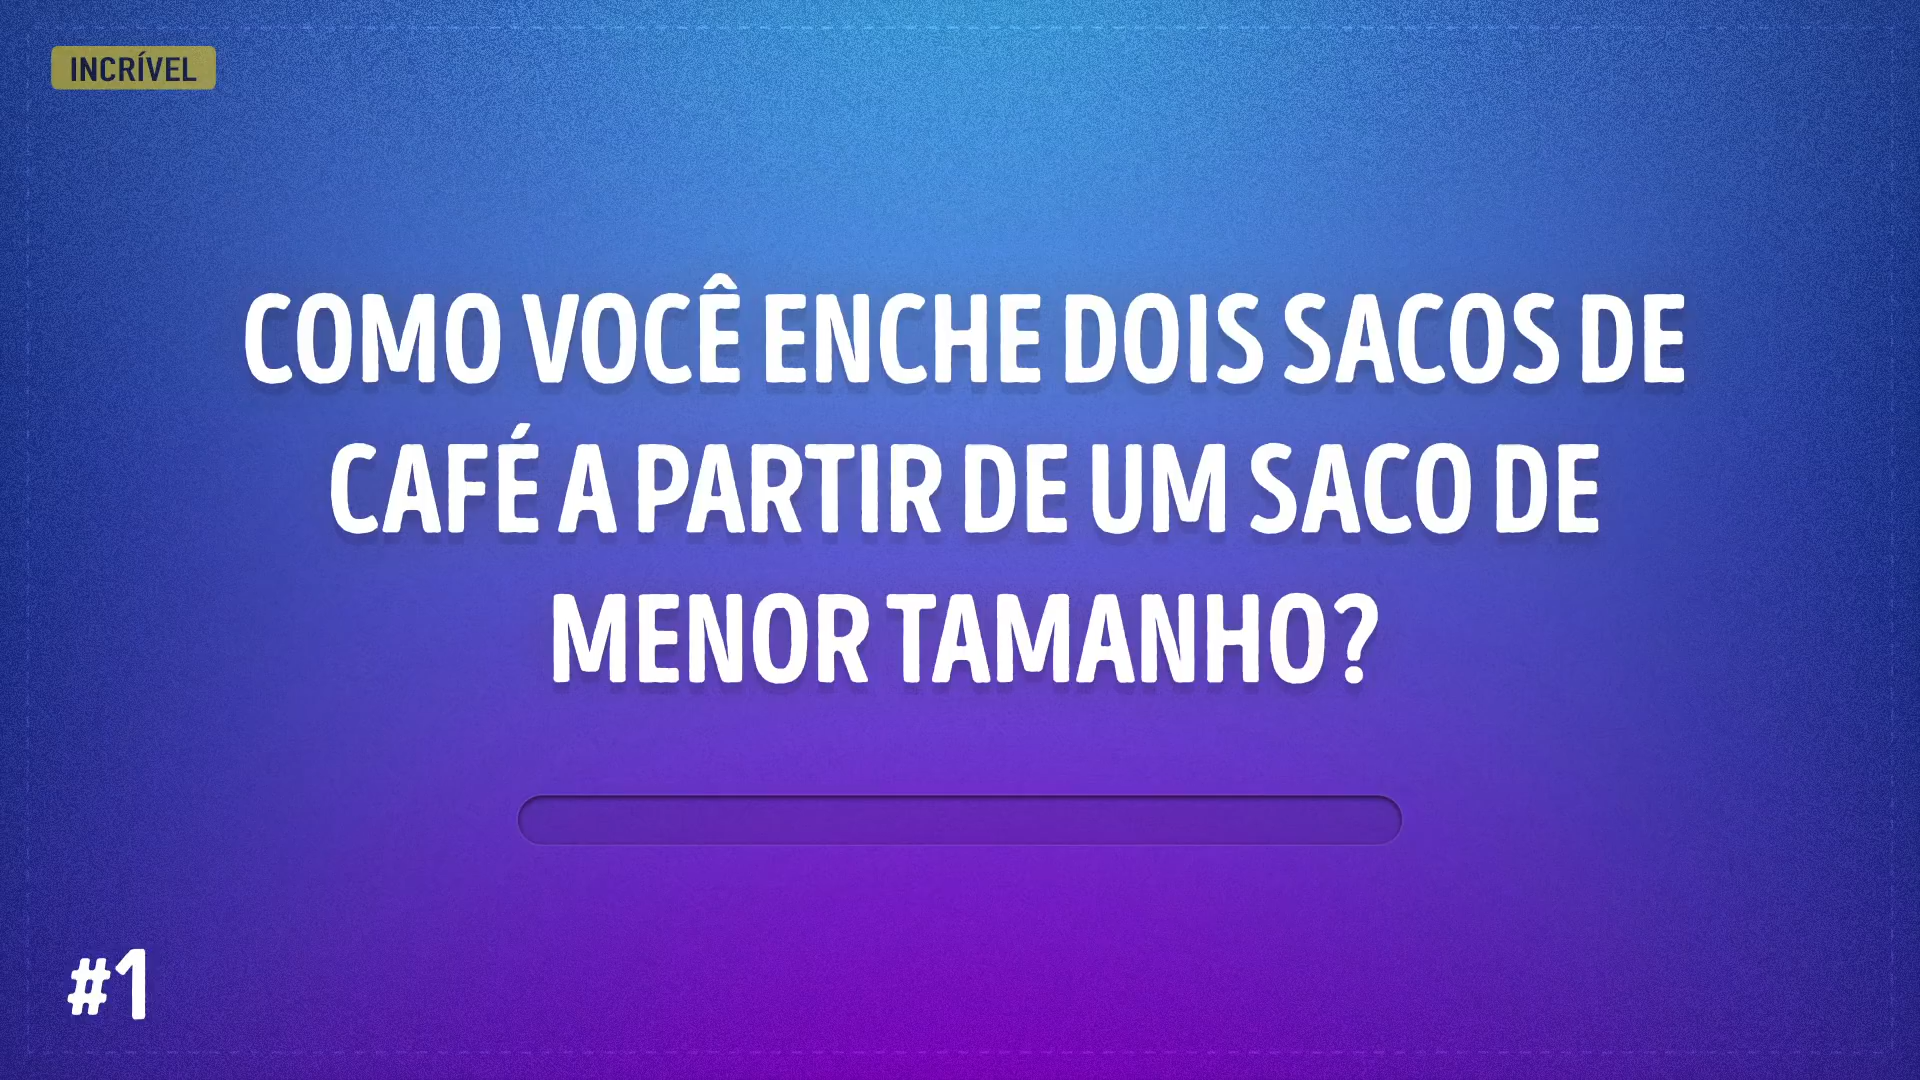 INCRÍVEL
COMO VOCÊ ENCHE DOIS SACOS DE
CAFÉ A PARTIR DE UM SACO DE
MENOR TAMANHO?
#1